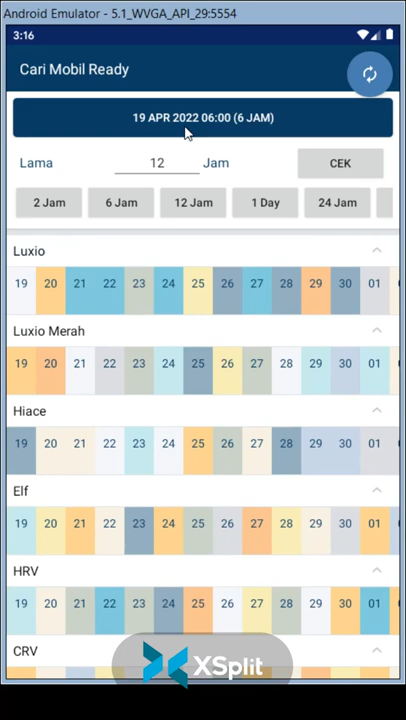 Android Emulator - 5.1_WVGA_API_29:5554
3:16
Cari Mobil Ready
19 APR 2022 06:00 (6 JAM)
Lama 12 Jam CEK
2 Jam 6 Jam 12 Jam 1 Day 24 Jam
Luxio
19 20 21 22 23 24 25 26 27 28 29 30 01
Luxio Merah
19 20 21 22 23 24 25 26 27 28 29 30 01
Hiace
19 20 21 22 23 24 25 26 27 28 29 30 01
Elf
19 20 21 22 23 24 25 26 27 28 29 30 01
HRV
19 20 21 22 23 24 25 26 27 28 29 30 01
CRV
XSplit